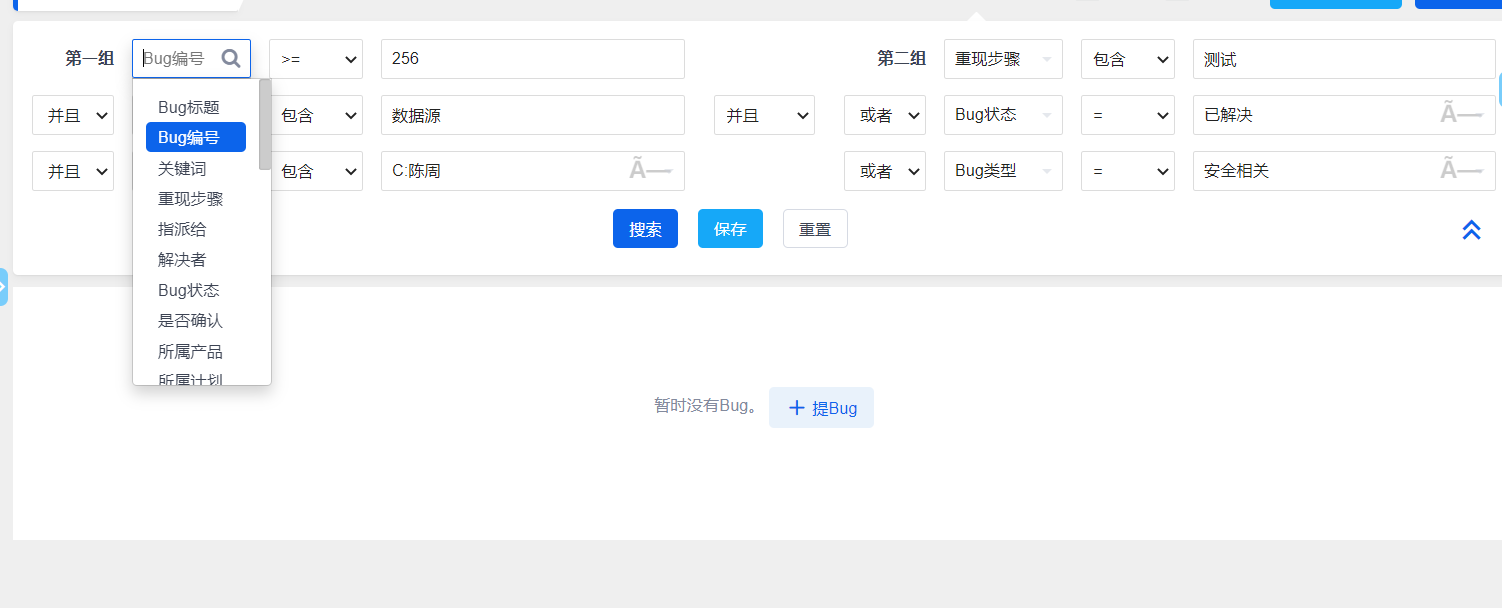 第一组 Bug编号 >= 256 第二组 重现步骤 包含 测试
Bug标题
并且 包含 数据源 并且 或者 Bug状态 = 已解决 Ã—
Bug编号
关键词
并且 包含 C:陈周 Ã— 或者 Bug类型 = 安全相关 Ã—
重现步骤
指派给
搜索 保存 重置
解决者
Bug状态
是否确认
所属产品
所属计划
暂时没有Bug。 提Bug